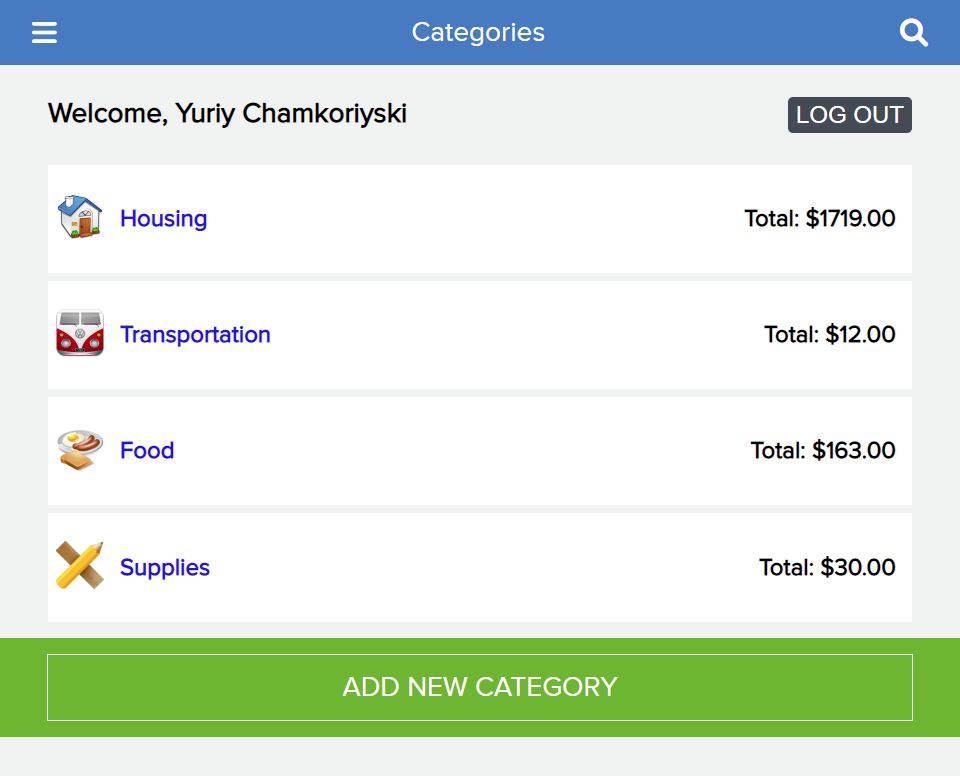 Categories
Welcome, Yuriy Chamkoriyski
LOG OUT
Housing
Total: $1719.00
Transportation
Total: $12.00
Food
Total: $163.00
Supplies
Total: $30.00
ADD NEW CATEGORY